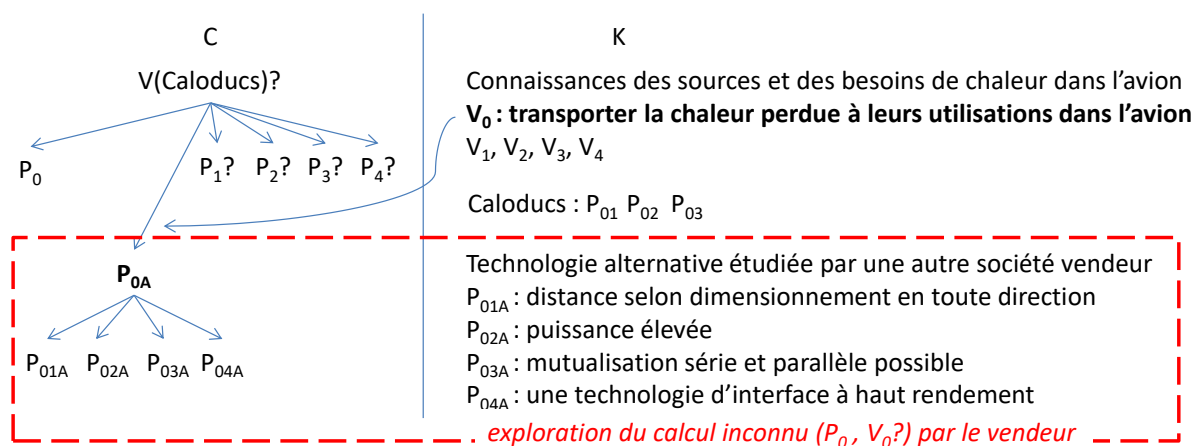 C
K
V(Caloducs)?
Connaissances des sources et des besoins de chaleur dans l'avion
V0 : transporter la chaleur perdue à leurs utilisations dans l'avion
V1, V2, V3, V4
P0
P1? P2? P3? P4?
Caloducs : P01 P02 P03
P0A
Technologie alternative étudiée par une autre société vendeur
P01A : distance selon dimensionnement en toute direction
P02A : puissance élevée
P01A P02A P03A P04A
P03A : mutualisation série et parallèle possible
P04A : une technologie d'interface à haut rendement
exploration du calcul inconnu (P0 , V0?) par le vendeur